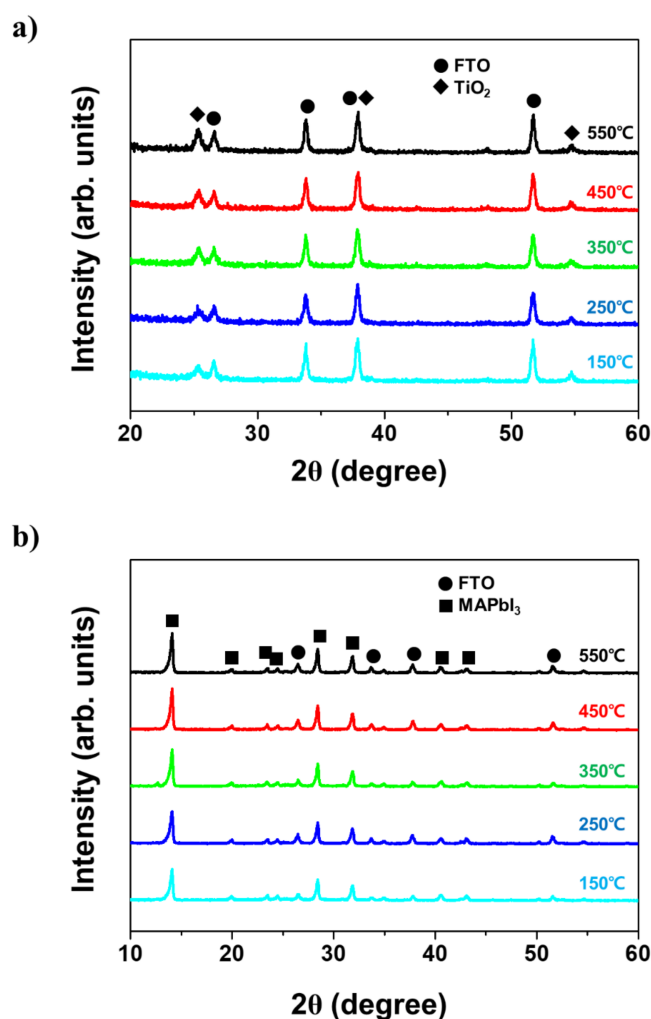 a)
● FTO
◆ TiO₂
550℃
450℃
350℃
250℃
150℃
Intensity (arb. units)
20 30 40 50 60
2θ (degree)
b)
● FTO
■ MAPbI₃
550℃
450℃
350℃
250℃
150℃
Intensity (arb. units)
10 20 30 40 50 60
2θ (degree)